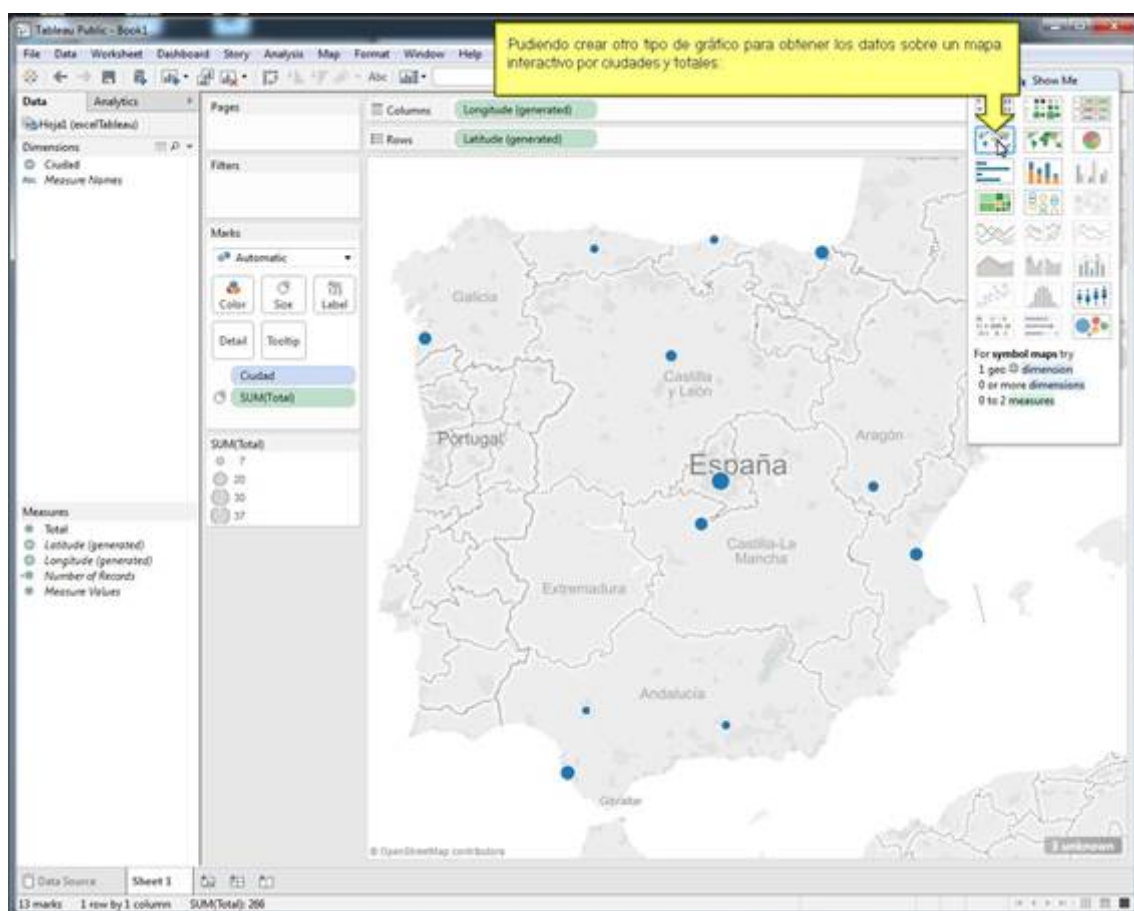 Tableau Public - Book1
File Data Worksheet Dashboard Story Analysis Map Format Window Help
Pudiendo crear otro tipo de gráfico para obtener los datos sobre un mapa
interactivo por ciudades y totales:
Abc
Show Me
Data Analytics
Hoja1 (excelTableau)
Dimensions
Ciudad
Abc Measure Names
Pages
Filters
Marks
Automatic
Color Size Label
Detail Tooltip
Ciudad
SUM(Total)
SUM(Total)
7
20
30
37
Measures
Total
Latitude (generated)
Longitude (generated)
Number of Records
Measure Values
Columns Longitude (generated)
Rows Latitude (generated)
Galicia
Castilla
y León
Portugal
Aragón
España
Castilla-La
Mancha
Extremadura
Andalucía
Gibraltar
© OpenStreetMap contributors
3 unknown
For symbol maps try
1 geo dimension
0 or more dimensions
0 to 2 measures
Data Source Sheet 1
13 marks 1 row by 1 column SUM(Total): 266